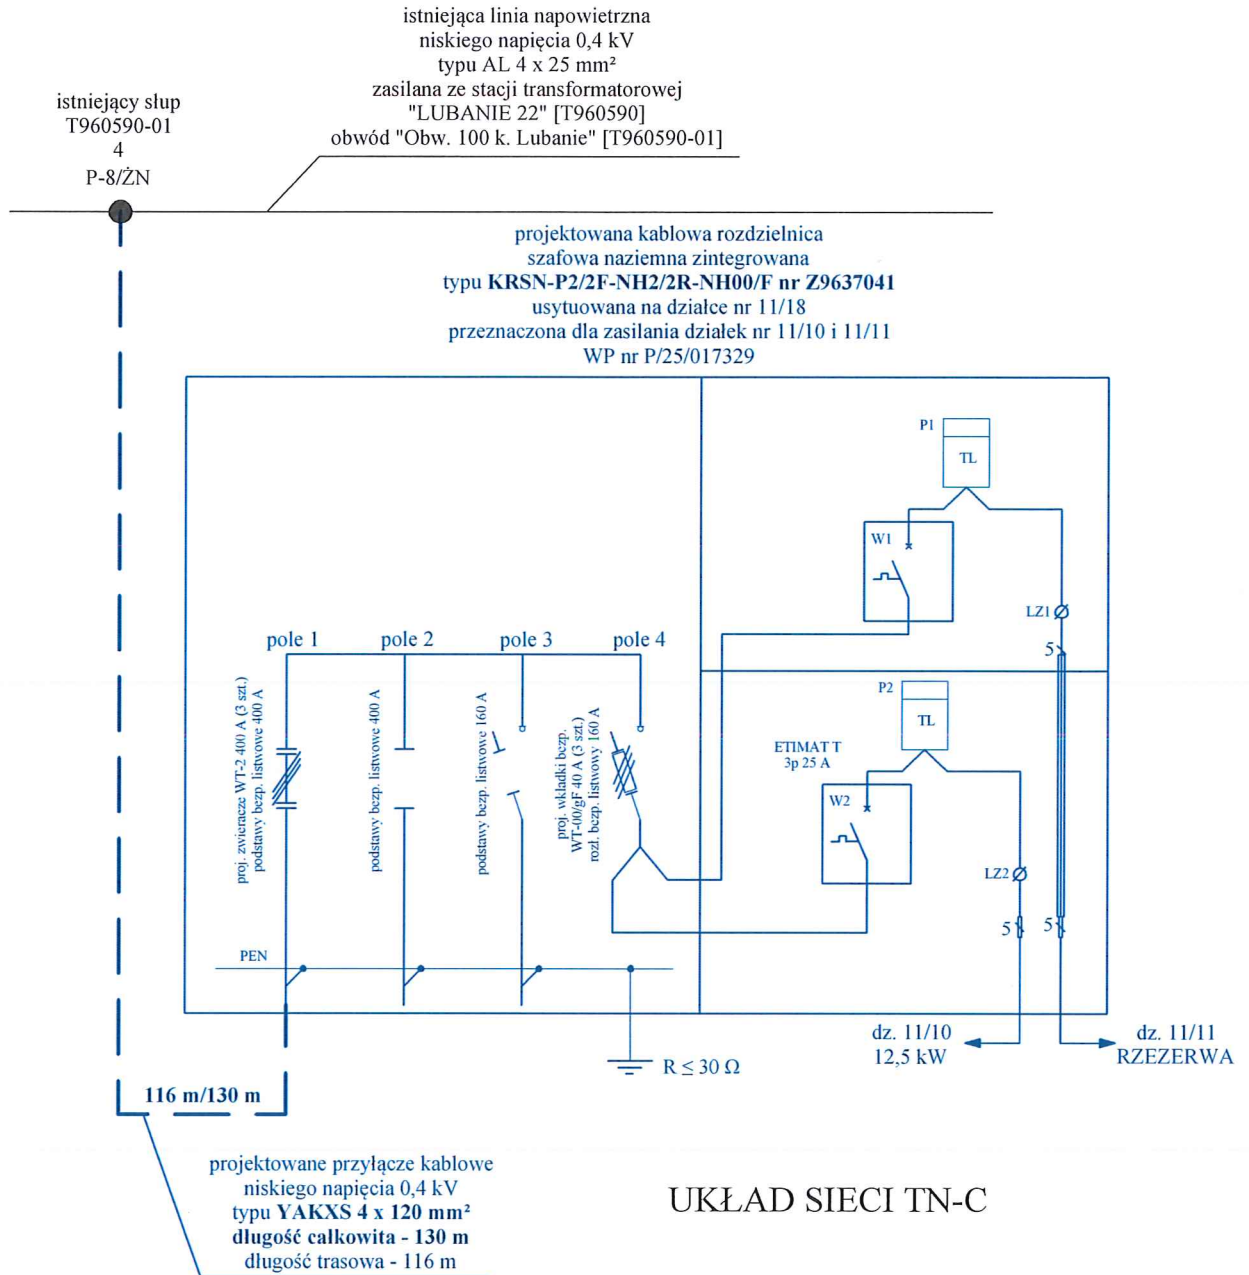 istniejąca linia napowietrzna
niskiego napięcia 0,4 kV
typu AL 4 x 25 mm²
zasilana ze stacji transformatorowej
"LUBANIE 22" [T960590]
obwód "Obw. 100 k. Lubanie" [T960590-01]
istniejący słup
T960590-01
4
P-8/ŻN
projektowana kablowa rozdzielnica
szafowa naziemna zintegrowana
typu KRSN-P2/2F-NH2/2R-NH00/F nr Z9637041
usytuowana na działce nr 11/18
przeznaczona dla zasilania działek nr 11/10 i 11/11
WP nr P/25/017329
P1
TL
W1
LZ1
5
pole 1
pole 2
pole 3
pole 4
proj. zwieracze WT-2 400 A (3 szt.)
podstawy bezp. listwowe 400 A
podstawy bezp. listwowe 400 A
podstawy bezp. listwowe 160 A
proj. wkładki bezp.
WT-00/gF 40 A (3 szt.)
rozł. bezp. listwowy 160 A
P2
TL
ETIMAT T
3p 25 A
W2
LZ2
5
5
PEN
R ≤ 30 Ω
dz. 11/10
12,5 kW
dz. 11/11
RZEZERWA
116 m/130 m
projektowane przyłącze kablowe
niskiego napięcia 0,4 kV
typu YAKXS 4 x 120 mm²
długość całkowita - 130 m
długość trasowa - 116 m
UKŁAD SIECI TN-C